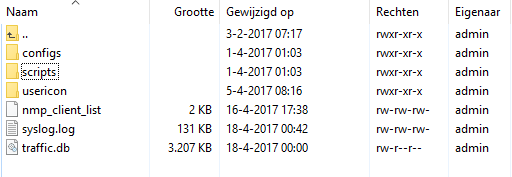 Naam Grootte Gewijzigd op Rechten Eigenaar
.. 3-2-2017 07:17 rwxr-xr-x admin
configs 1-4-2017 01:03 rwxr-xr-x admin
scripts 1-4-2017 01:03 rwxr-xr-x admin
usericon 5-4-2017 08:16 rwxr-xr-x admin
nmp_client_list 2 KB 16-4-2017 17:38 rw-rw-rw- admin
syslog.log 131 KB 18-4-2017 00:42 rw-rw-rw- admin
traffic.db 3.207 KB 18-4-2017 00:00 rw-r--r-- admin